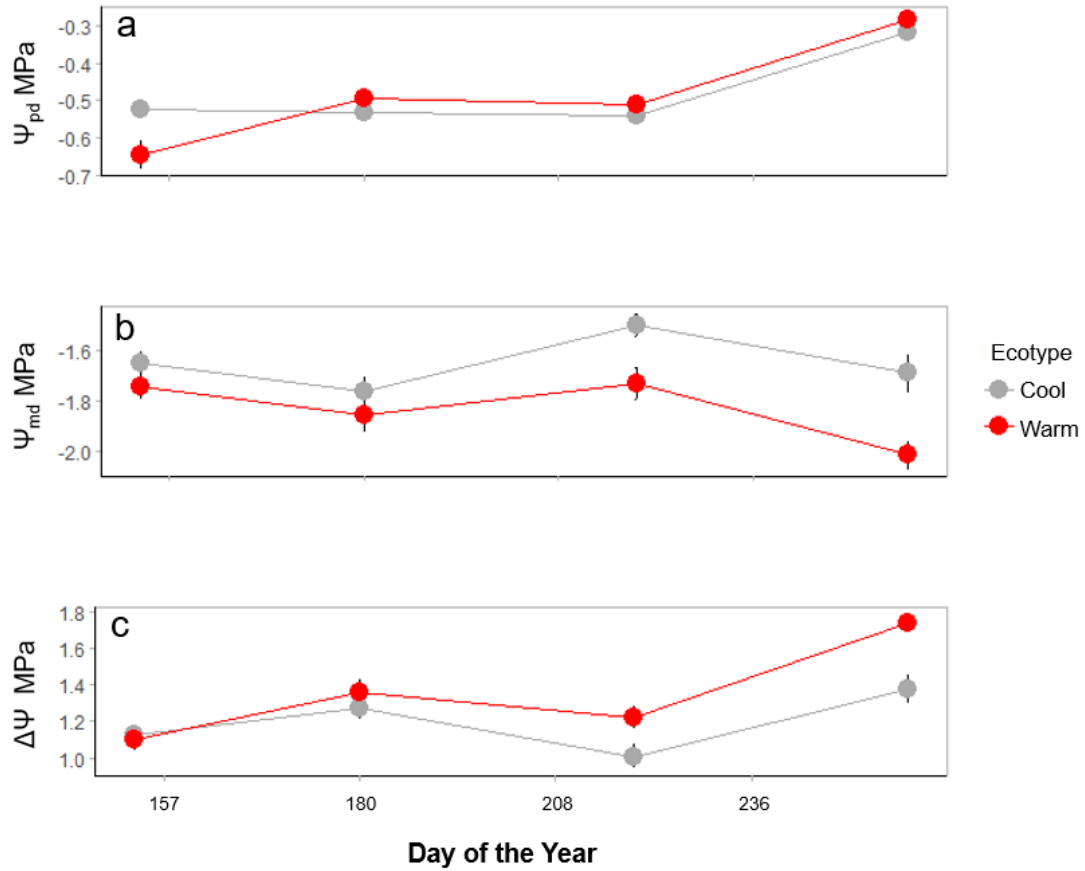 a
Ψpd MPa
-0.3
-0.4
-0.5
-0.6
-0.7
b
Ψmd MPa
-1.6
-1.8
-2.0
Ecotype
Cool
Warm
c
ΔΨ MPa
1.8
1.6
1.4
1.2
1.0
157 180 208 236
Day of the Year